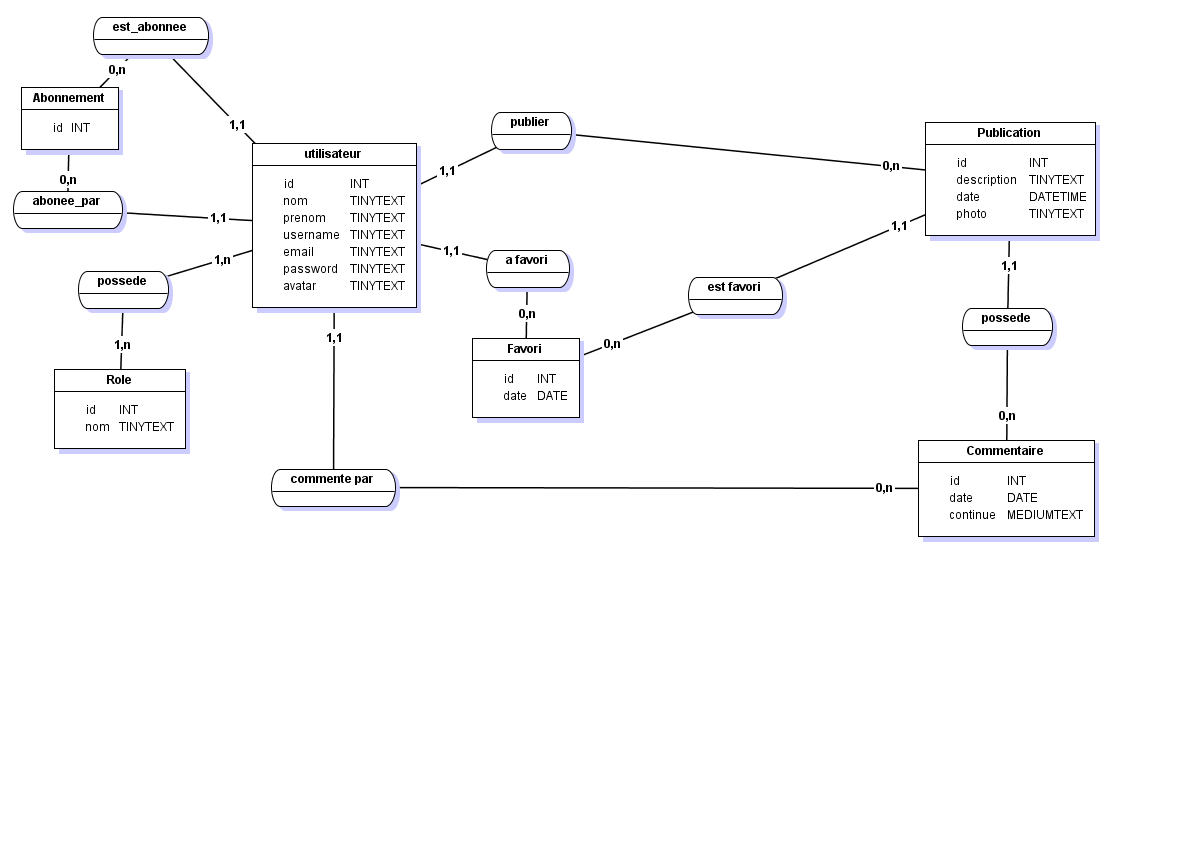 est_abonnee
0,n
1,1
Abonnement
id INT
0,n
abonee_par
1,1
utilisateur
id INT
nom TINYTEXT
prenom TINYTEXT
username TINYTEXT
email TINYTEXT
password TINYTEXT
avatar TINYTEXT
publier
1,1
0,n
Publication
id INT
description TINYTEXT
date DATETIME
photo TINYTEXT
1,1
a favori
0,n
Favori
id INT
date DATE
1,1
est favori
0,n
1,1
possede
0,n
1,n
possede
1,n
Role
id INT
nom TINYTEXT
1,1
commente par
0,n
Commentaire
id INT
date DATE
continue MEDIUMTEXT